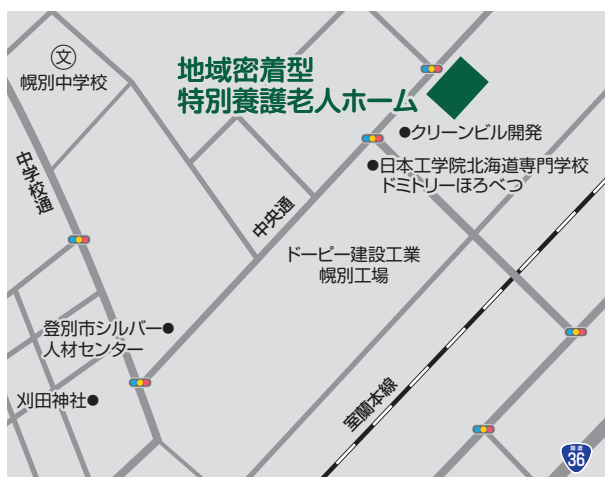 文
幌別中学校
地域密着型
特別養護老人ホーム
クリーンビル開発
日本工学院北海道専門学校
ドミトリーほろべつ
中学校通
中央通
ドーピー建設工業
幌別工場
登別市シルバー
人材センター
刈田神社
室蘭本線
国道
36